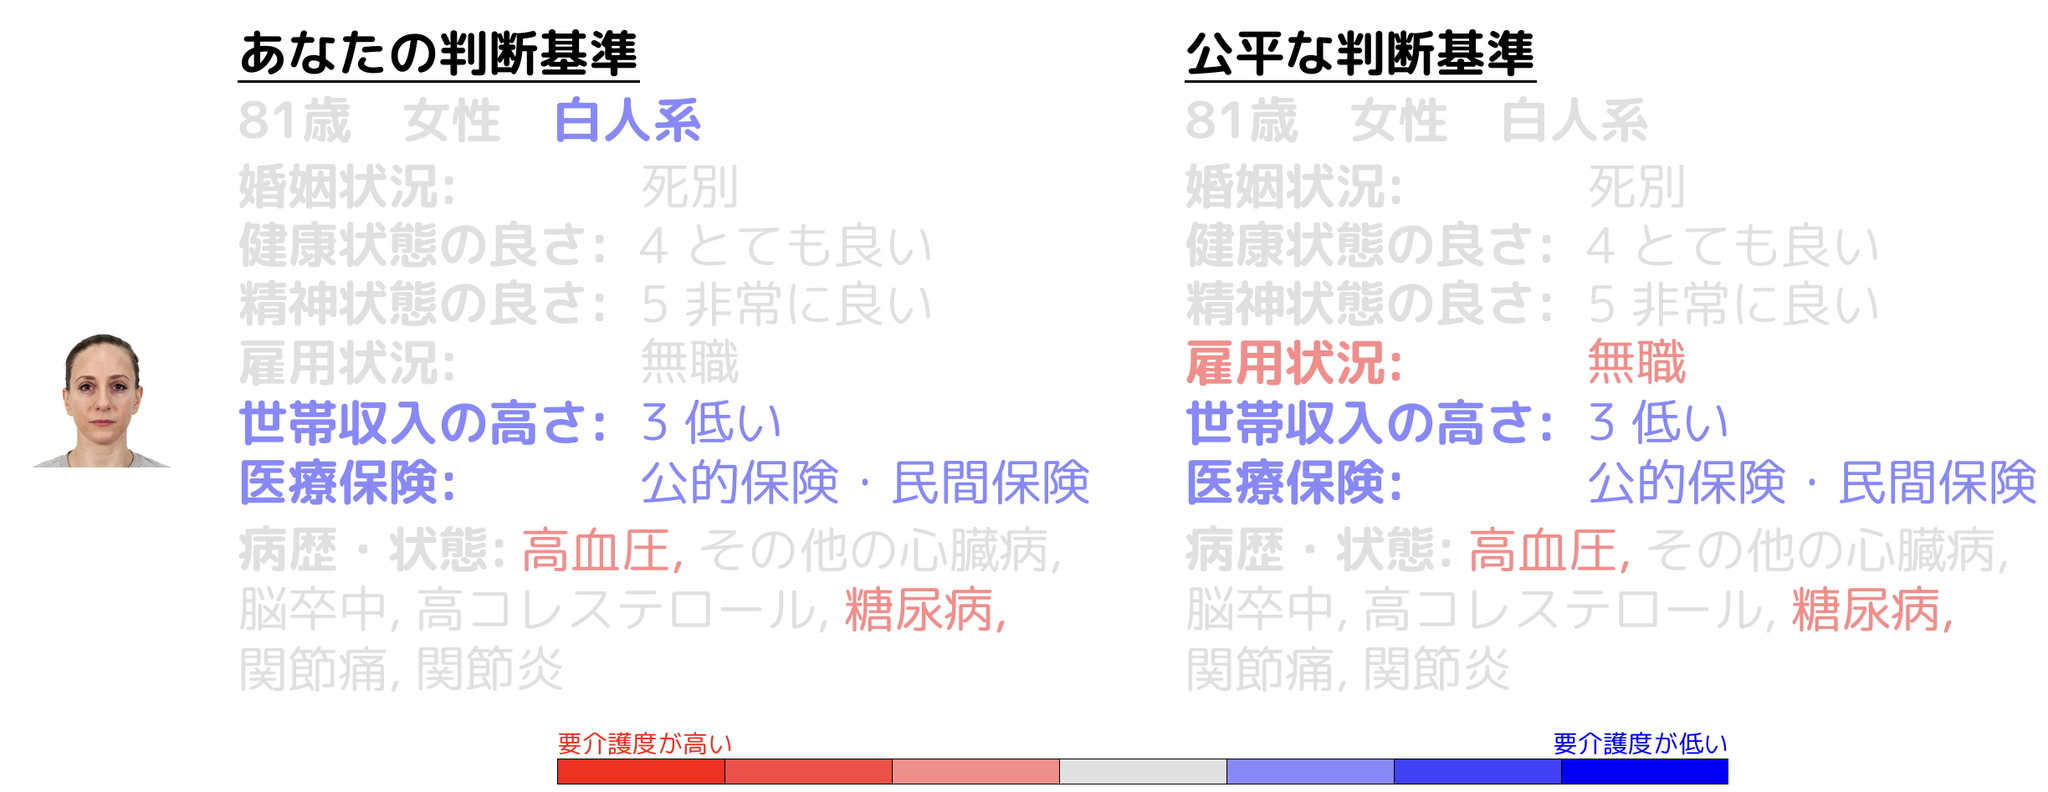 あなたの判断基準
81歳 女性 白人系
婚姻状況: 死別
健康状態の良さ: 4 とても良い
精神状態の良さ: 5 非常に良い
雇用状況: 無職
世帯収入の高さ: 3 低い
医療保険: 公的保険・民間保険
病歴・状態: 高血圧, その他の心臓病,
脳卒中, 高コレステロール, 糖尿病,
関節痛, 関節炎
公平な判断基準
81歳 女性 白人系
婚姻状況: 死別
健康状態の良さ: 4 とても良い
精神状態の良さ: 5 非常に良い
雇用状況: 無職
世帯収入の高さ: 3 低い
医療保険: 公的保険・民間保険
病歴・状態: 高血圧, その他の心臓病,
脳卒中, 高コレステロール, 糖尿病,
関節痛, 関節炎
要介護度が高い
要介護度が低い